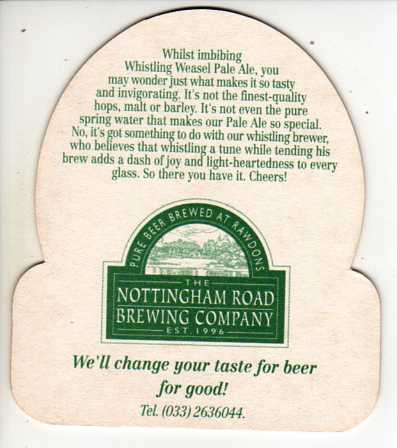 Whilst imbibing
Whistling Weasel Pale Ale, you
may wonder just what makes it so tasty
and invigorating. It's not the finest-quality
hops, malt or barley. It's not even the pure
spring water that makes our Pale Ale so special.
No, it's got something to do with our whistling brewer,
who believes that whistling a tune while tending his
brew adds a dash of joy and light-heartedness to every
glass. So there you have it. Cheers!
PURE BEER BREWED AT RAWDONS
THE
NOTTINGHAM ROAD
BREWING COMPANY
EST. 1996
We'll change your taste for beer
for good!
Tel. (033) 2636044.